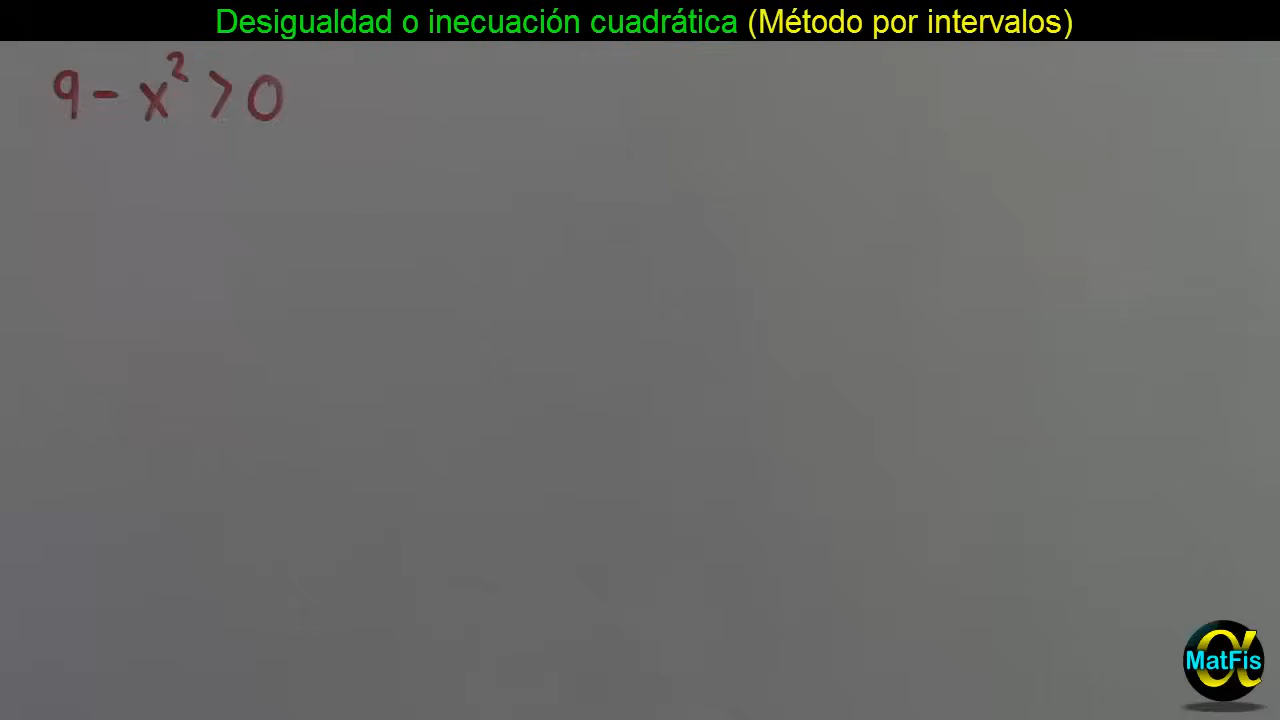 Desigualdad o inecuación cuadrática (Método por intervalos)
9 - x² > 0
MatFis